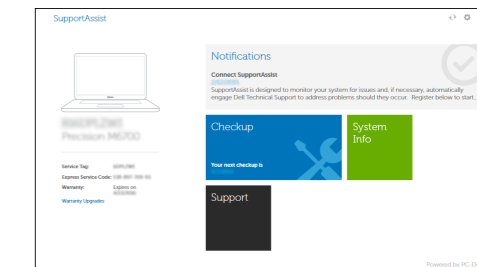 SupportAssist
Notifications
Connect SupportAssist
SupportAssist is designed to monitor your system for issues and, if necessary, automatically
engage Dell Technical Support to address problems should they occur. Register below to start.
Checkup
Your next checkup is
System
Info
Support
Precision M6700
Service Tag:
Express Service Code:
Warranty: Expires on
Warranty Upgrades
Powered by PC-Do